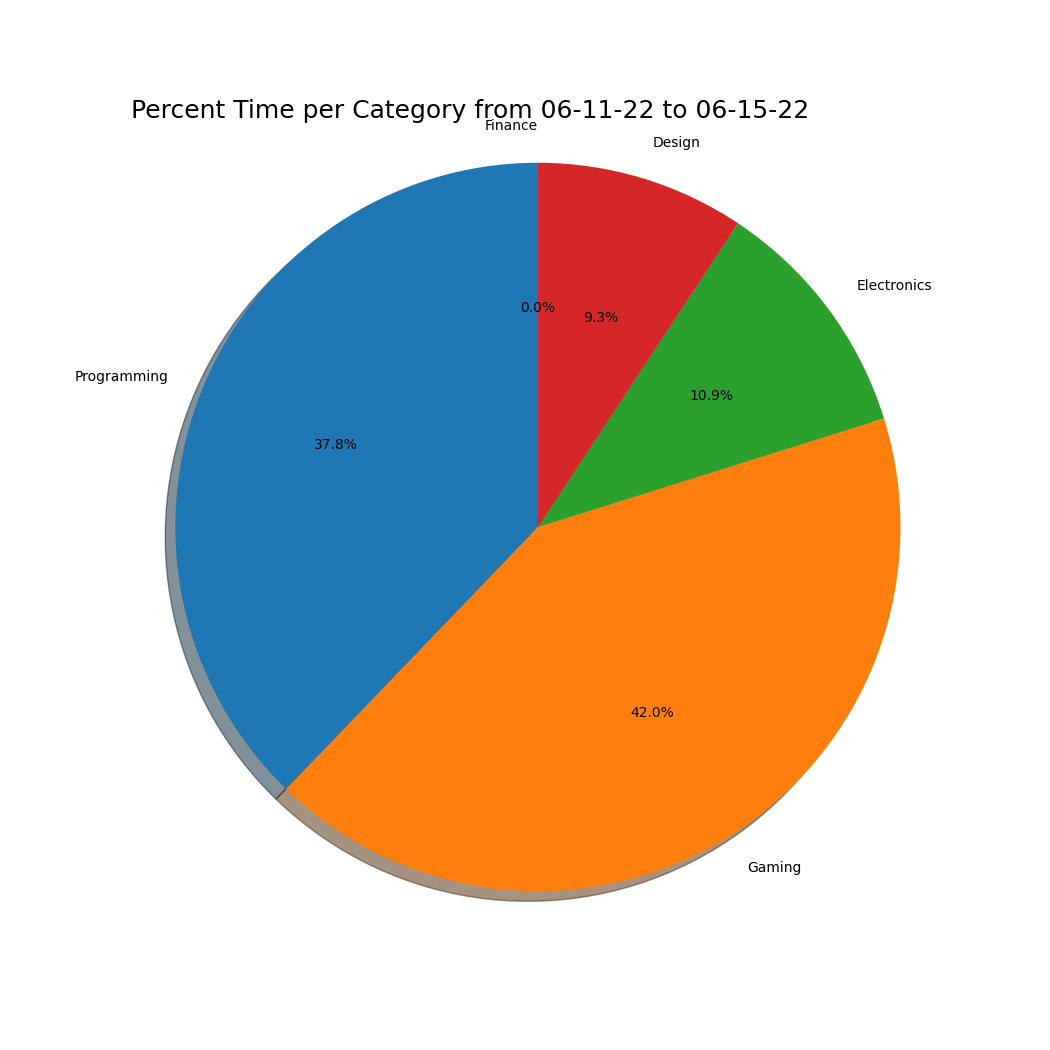 Percent Time per Category from 06-11-22 to 06-15-22
Finance
Design
Electronics
0.0%
9.3%
Programming
10.9%
37.8%
42.0%
Gaming